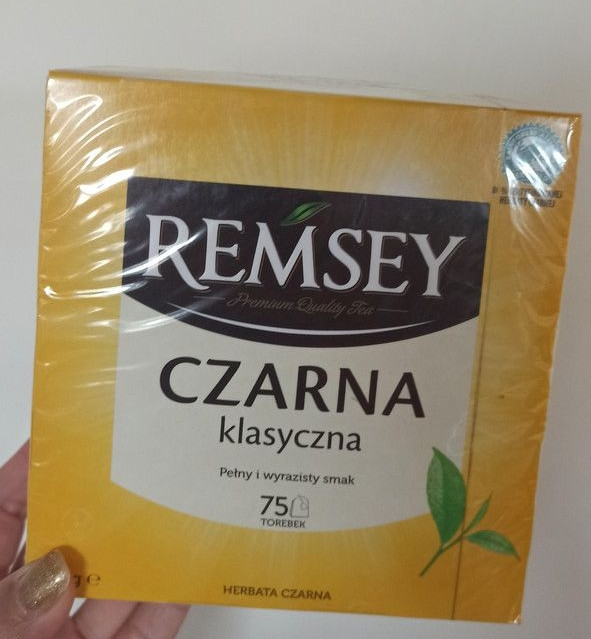 REMSEY
Premium Quality Tea
CZARNA
klasyczna
Pełny i wyrazisty smak
75
TOREBEK
g e
HERBATA CZARNA